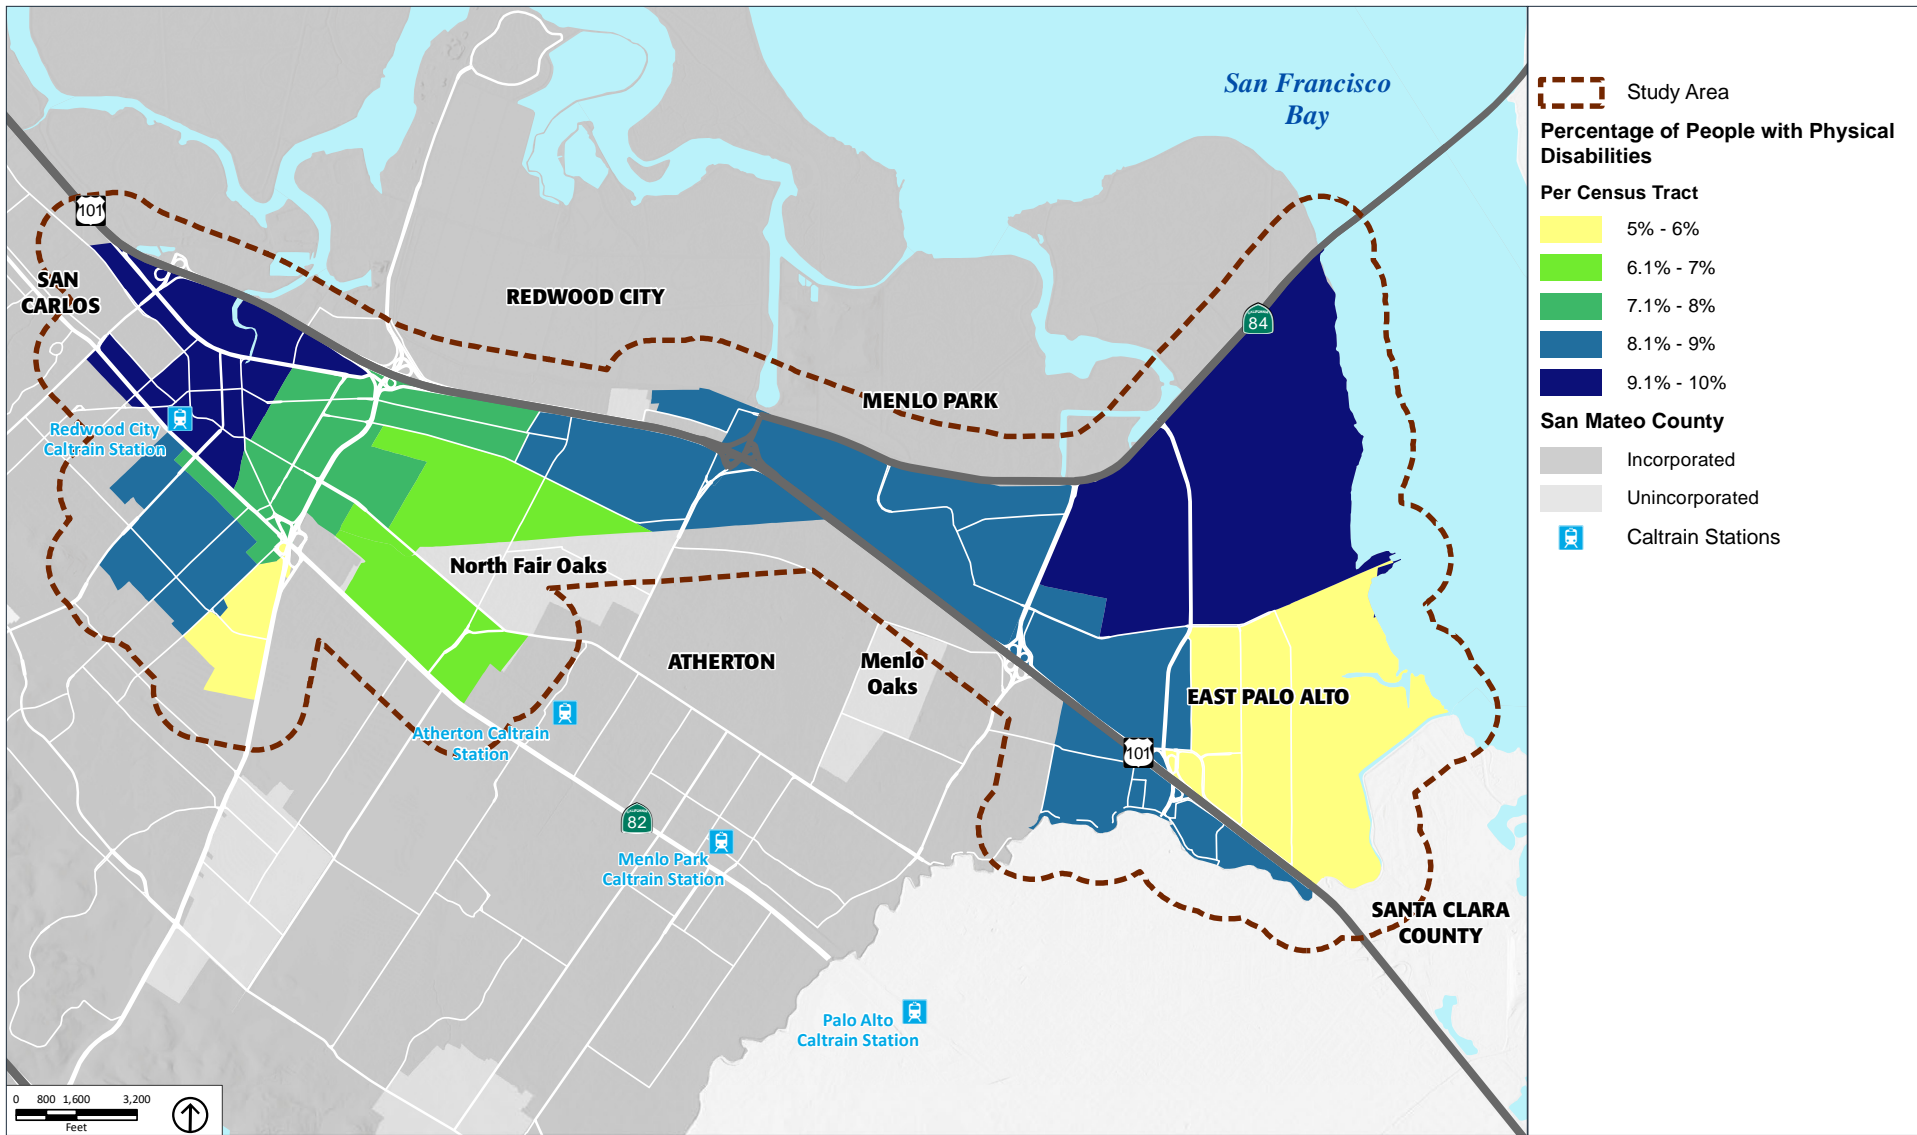 San Francisco
Bay
101
SAN
CARLOS
REDWOOD CITY
CALIFORNIA
84
MENLO PARK
Redwood City
Caltrain Station
North Fair Oaks
ATHERTON
Menlo
Oaks
EAST PALO ALTO
Atherton Caltrain
Station
101
CALIFORNIA
82
Menlo Park
Caltrain Station
SANTA CLARA
COUNTY
Palo Alto
Caltrain Station
0 800 1,600 3,200
Feet
Study Area
Percentage of People with Physical
Disabilities
Per Census Tract
5% - 6%
6.1% - 7%
7.1% - 8%
8.1% - 9%
9.1% - 10%
San Mateo County
Incorporated
Unincorporated
Caltrain Stations